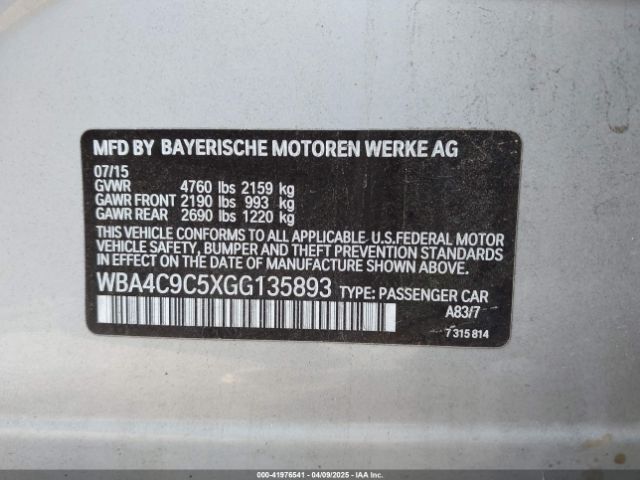 MFD BY BAYERISCHE MOTOREN WERKE AG
07/15
GVWR 4760 lbs 2159 kg
GAWR FRONT 2190 lbs 993 kg
GAWR REAR 2690 lbs 1220 kg
THIS VEHICLE CONFORMS TO ALL APPLICABLE U.S.FEDERAL MOTOR
VEHICLE SAFETY, BUMPER AND THEFT PREVENTION STANDARDS
IN EFFECT ON THE DATE OF MANUFACTURE SHOWN ABOVE.
WBA4C9C5XGG135893 TYPE: PASSENGER CAR
A83/7
7 315 814
000-41976541 - 04/09/2025 - IAAI.COM